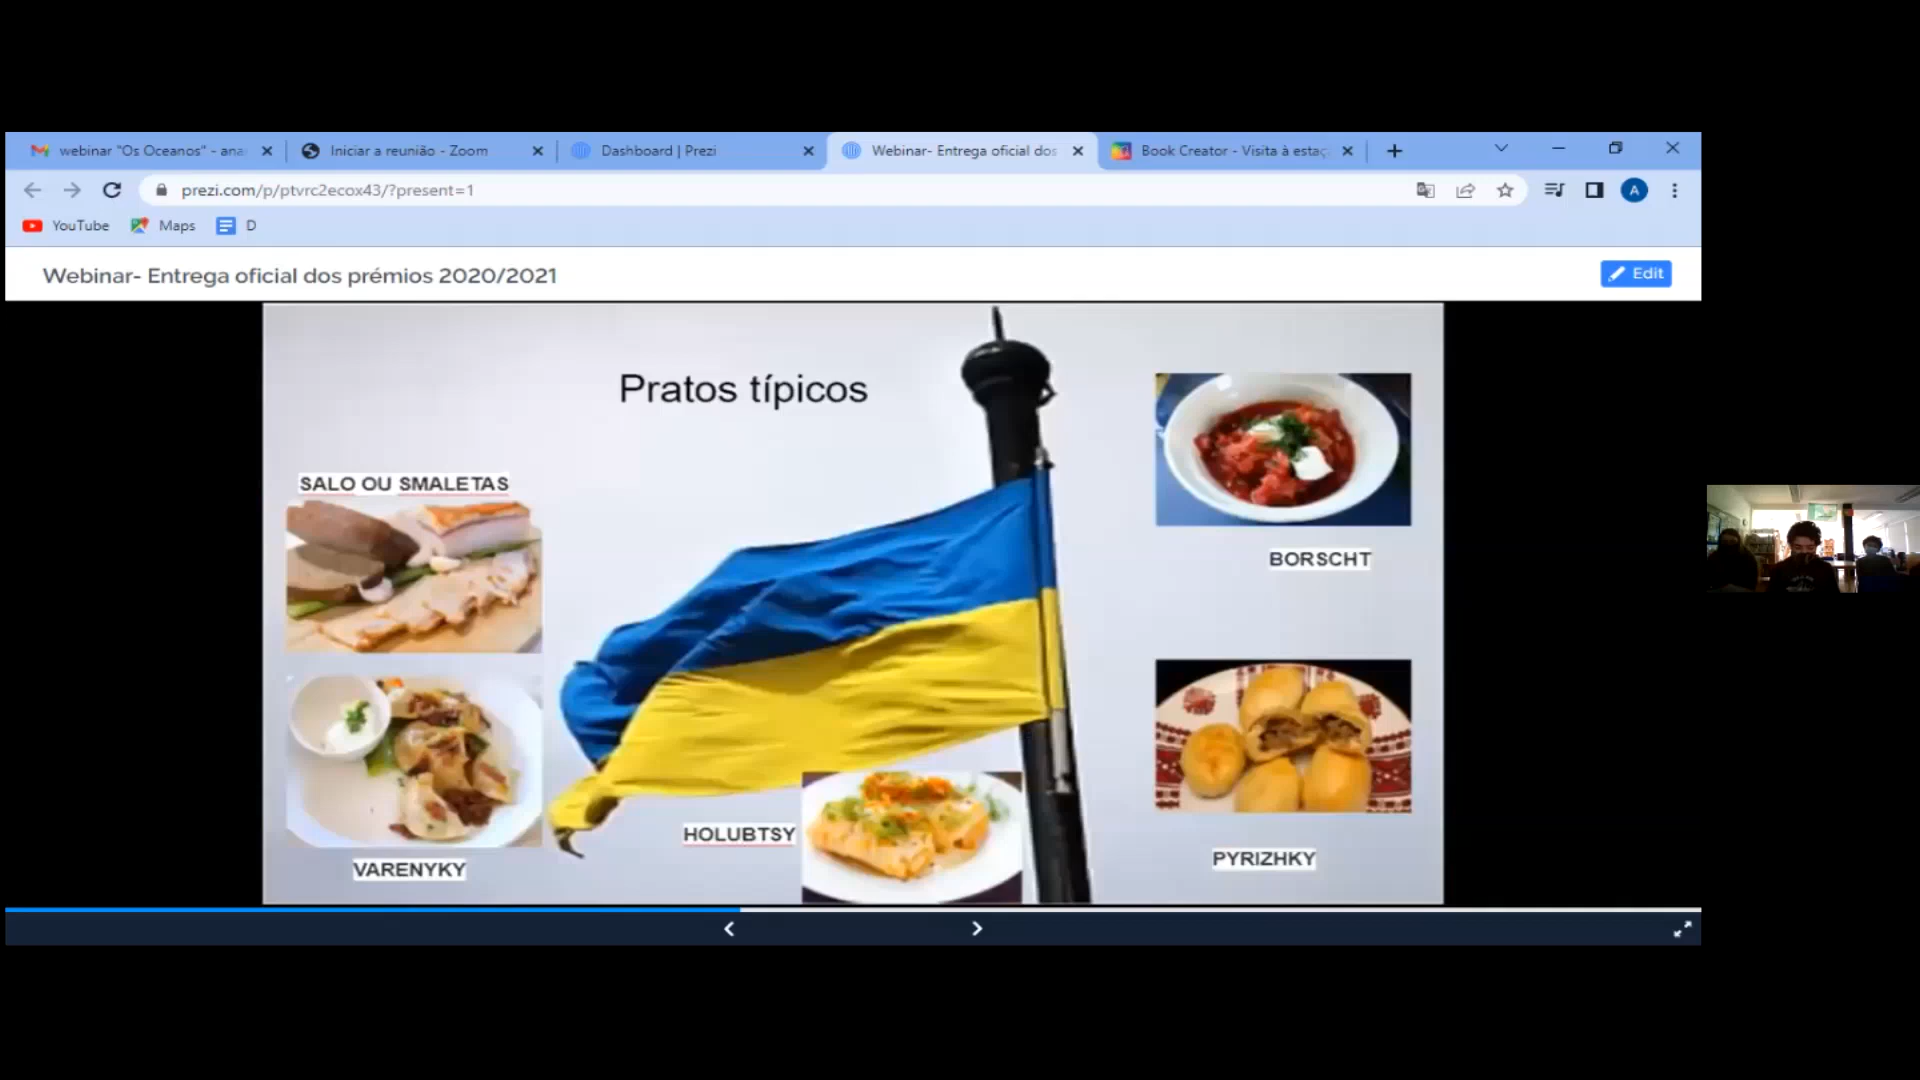 webinar "Os Oceanos" - ana
Iniciar a reunião - Zoom
Dashboard | Prezi
Webinar- Entrega oficial dos
Book Creator - Visita à estaç
prezi.com/p/ptvrc2ecox43/?present=1
A
YouTube
Maps
D
Webinar- Entrega oficial dos prémios 2020/2021
Edit
Pratos típicos
SALO OU SMALETAS
BORSCHT
HOLUBTSY
VARENYKY
PYRIZHKY